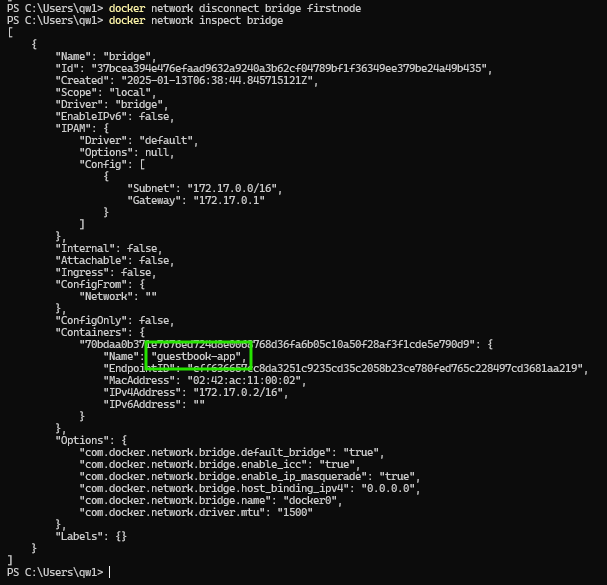 PS C:\Users\qw1> docker network disconnect bridge firstnode
PS C:\Users\qw1> docker network inspect bridge
[
    {
        "Name": "bridge",
        "Id": "37bcea394e476efaad9632a9240a3b62cf04789bf1f36349ee379be24a49b435",
        "Created": "2025-01-13T06:38:44.845715121Z",
        "Scope": "local",
        "Driver": "bridge",
        "EnableIPv6": false,
        "IPAM": {
            "Driver": "default",
            "Options": null,
            "Config": [
                {
                    "Subnet": "172.17.0.0/16",
                    "Gateway": "172.17.0.1"
                }
            ]
        },
        "Internal": false,
        "Attachable": false,
        "Ingress": false,
        "ConfigFrom": {
            "Network": ""
        },
        "ConfigOnly": false,
        "Containers": {
            {
                "Name": "guestbook-app",
                "EndpointID":
                "MacAddress": "02:42:ac:11:00:02",
                "IPv4Address": "172.17.0.2/16",
                "IPv6Address": ""
            }
        },
        "Options": {
            "com.docker.network.bridge.default_bridge": "true",
            "com.docker.network.bridge.enable_icc": "true",
            "com.docker.network.bridge.enable_ip_masquerade": "true",
            "com.docker.network.bridge.host_binding_ipv4": "0.0.0.0",
            "com.docker.network.bridge.name": "docker0",
            "com.docker.network.driver.mtu": "1500"
        },
        "Labels": {}
    }
]
PS C:\Users\qw1>